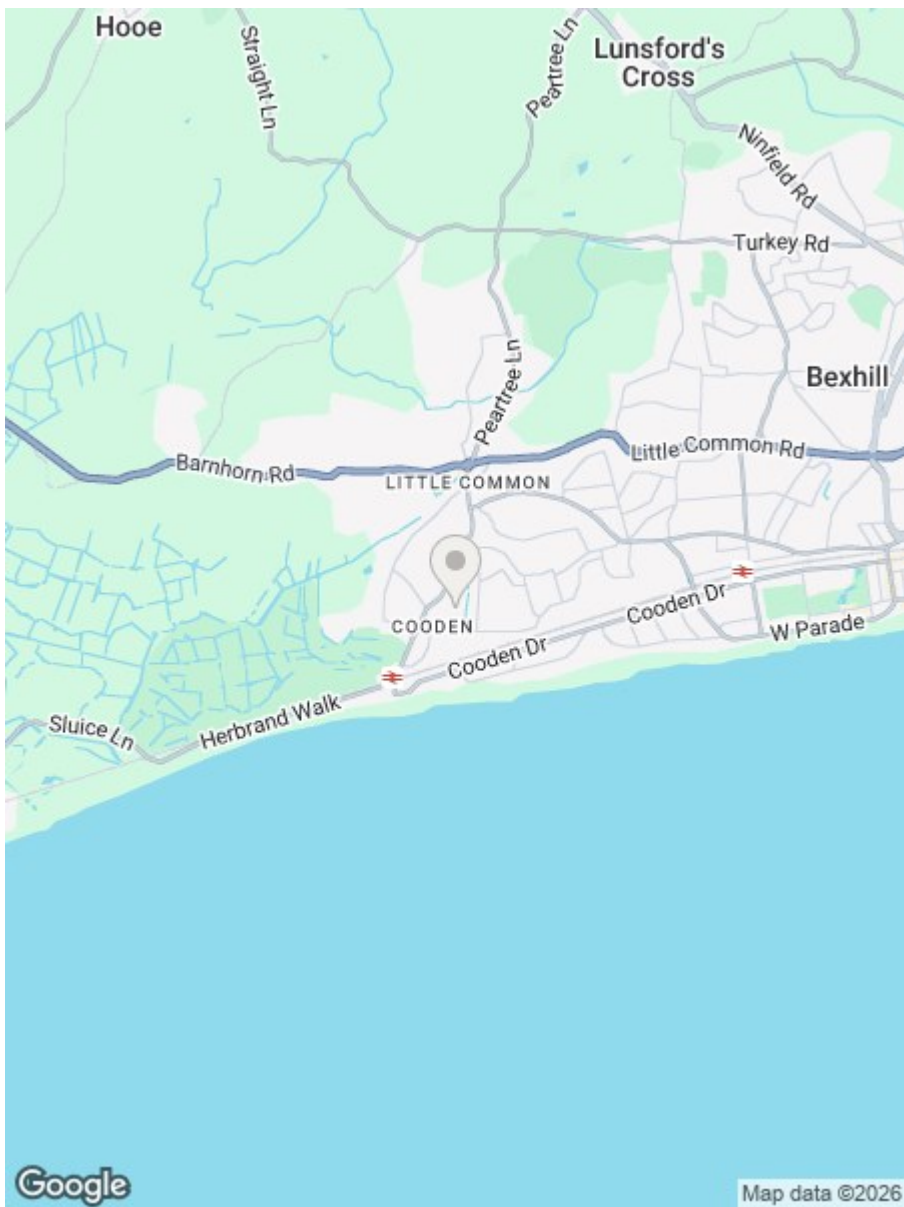 Hooe
Straight Ln
Peartree Ln
Lunsford's
Cross
Ninfield Rd
Turkey Rd
Peartree Ln
Bexhill
Barnhorn Rd
Little Common Rd
LITTLE COMMON
COODEN
Cooden Dr
Cooden Dr
W Parade
Herbrand Walk
Sluice Ln
Google
Map data ©2026